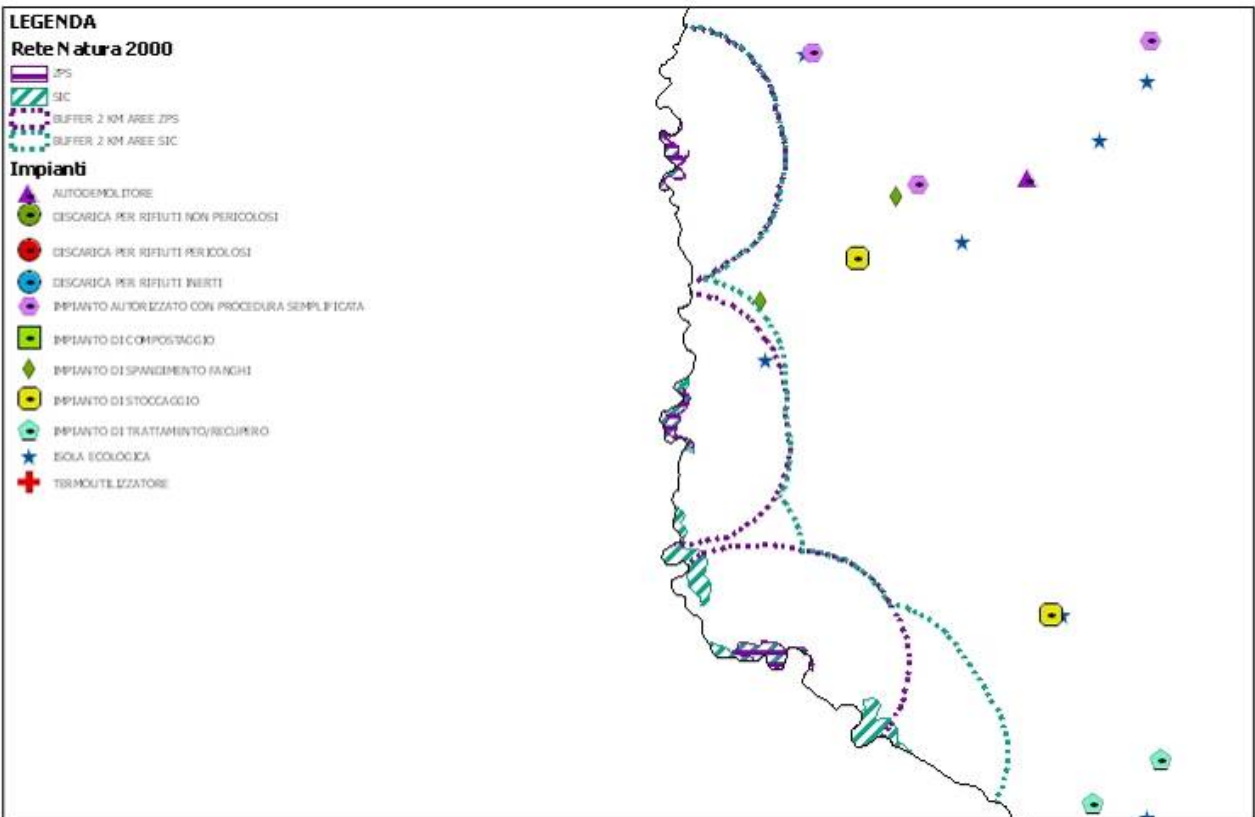 LEGENDA
Rete Natura 2000
ZPS
SIC
BUFFER 2 KM AREE ZPS
BUFFER 2 KM AREE SIC
Impianti
AUTODEMOLITORE
DISCARICA PER RIFIUTI NON PERICOLOSI
DISCARICA PER RIFIUTI PERICOLOSI
DISCARICA PER RIFIUTI INERTI
IMPIANTO AUTORIZZATO CON PROCEDURA SEMPLIFICATA
IMPIANTO DI COMPOSTAGGIO
IMPIANTO DI SPANDIMENTO FANGHI
IMPIANTO DI STOCCAGGIO
IMPIANTO DI TRATTAMENTO/RECUPERO
ISOLA ECOLOGICA
TERMOUTILIZZATORE